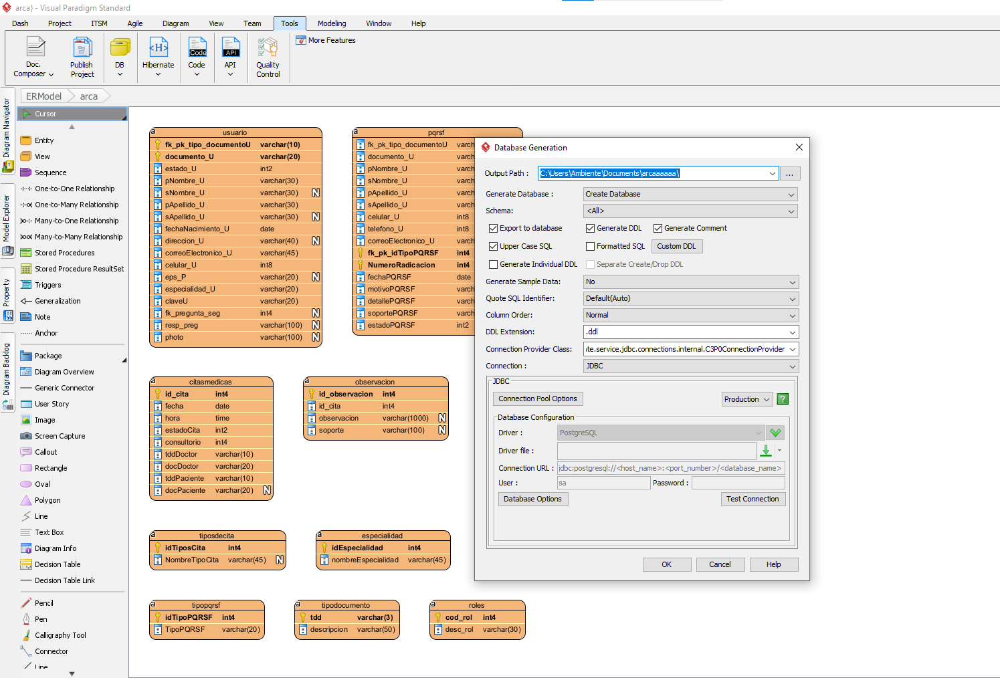 arca} - Visual Paradigm Standard
Dash Project ITSM Agile Diagram View Team Tools Modeling Window Help
Doc. Composer
Publish Project
DB
Hibernate
Code
API
Quality Control
More Features
ERModel arca
Diagram Navigator
Model Explorer
Property
Diagram Backlog
Cursor
Entity
View
Sequence
One-to-One Relationship
One-to-Many Relationship
Many-to-One Relationship
Many-to-Many Relationship
Stored Procedures
Stored Procedure ResultSet
Triggers
Generalization
Note
Anchor
Package
Diagram Overview
Generic Connector
User Story
Image
Screen Capture
Callout
Rectangle
Oval
Polygon
Line
Text Box
Diagram Info
Decision Table
Decision Table Link
Pencil
Pen
Calligraphy Tool
Connector
Line
usuario
fk_pk_tipo_documentoU varchar(10)
documento_U varchar(20)
estado_U int2
pNombre_U varchar(30)
sNombre_U varchar(30) N
pApellido_U varchar(30)
sApellido_U varchar(30) N
fechaNacimiento_U date
direccion_U varchar(40) N
correoElectronico_U varchar(45)
celular_U int8
eps_P varchar(20) N
especialidad_U varchar(20)
claveU varchar(20)
fk_pregunta_seg int4 N
resp_preg varchar(100) N
photo varchar(100) N
pqrsf
fk_pk_tipo_documentoU varch
documento_U varch
pNombre_U varch
sNombre_U varch
pApellido_U varch
sApellido_U varch
celular_U int8
telefono_U int8
correoElectronico_U varch
fk_pk_idTipoPQRSF int4
NumeroRadicacion int4
fechaPQRSF date
motivoPQRSF varch
detallePQRSF varch
soportePQRSF varch
estadoPQRSF int2
citasmedicas
id_cita int4
fecha date
hora time
estadoCita int2
consultorio int4
tddDoctor varchar(10)
docDoctor varchar(20)
tddPaciente varchar(10)
docPaciente varchar(20) N
observacion
id_observacion int4
id_cita int4
observacion varchar(1000) N
soporte varchar(100) N
tiposdecita
idTiposCita int4
NombreTipoCita varchar(45) N
especialidad
idEspecialidad int4
nombreEspecialidad varchar(45)
tipopqrsf
idTipoPQRSF int4
TipoPQRSF varchar(20)
tipodocumento
tdd varchar(3)
descripcion varchar(50)
roles
cod_rol int4
desc_rol varchar(30)
Database Generation
Output Path : C:\Users\Ambiente\Documents\arcaaaaaa\ ...
Generate Database : Create Database
Schema: <All>
Export to database Generate DDL Generate Comment
Upper Case SQL Formatted SQL Custom DDL
Generate Individual DDL Separate Create/Drop DDL
Generate Sample Data: No
Quote SQL Identifier: Default(Auto)
Column Order: Normal
DDL Extension: .ddl
Connection Provider Class: ate.service.jdbc.connections.internal.C3P0ConnectionProvider
Connection : JDBC
JDBC
Connection Pool Options Production ?
Database Configuration
Driver : PostgreSQL
Driver file :
Connection URL : jdbc:postgresql://<host_name>:<port_number>/<database_name>
User : sa Password :
Database Options Test Connection
OK Cancel Help